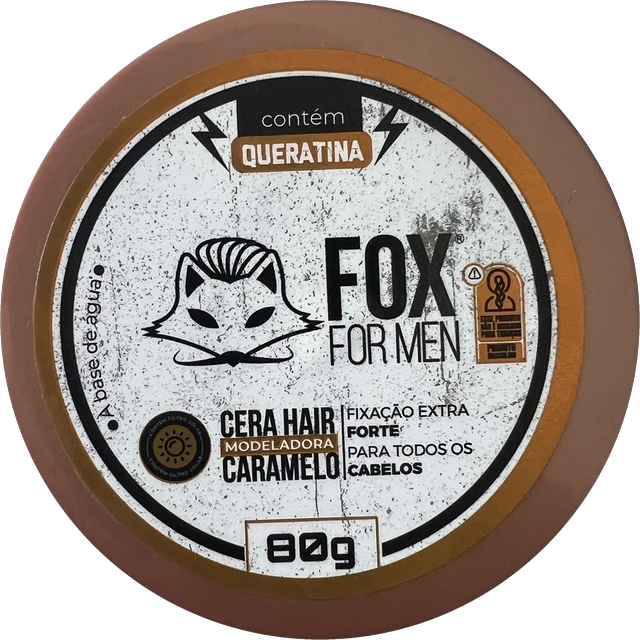 contém
QUERATINA
FOX®
FOR MEN
À base de água
CERA HAIR
MODELADORA
CARAMELO
FIXAÇÃO EXTRA
FORTE
PARA TODOS OS
CABELOS
80g